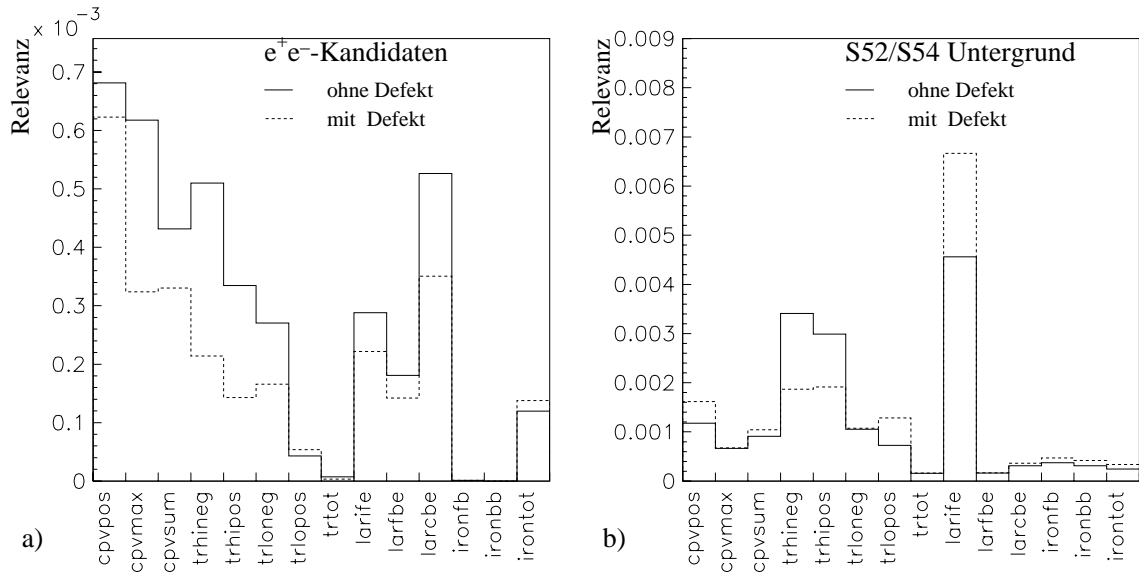 × 10⁻³
Relevanz
e⁺e⁻-Kandidaten
ohne Defekt
mit Defekt
0.7
0.6
0.5
0.4
0.3
0.2
0.1
0
cpvpos
cpvmax
cpvsum
trhineg
trhipos
trloneg
trlopos
trtot
larife
larfbe
larcbe
ironfb
ironbb
irontot
a)
Relevanz
S52/S54 Untergrund
ohne Defekt
mit Defekt
0.009
0.008
0.007
0.006
0.005
0.004
0.003
0.002
0.001
0
cpvpos
cpvmax
cpvsum
trhineg
trhipos
trloneg
trlopos
trtot
larife
larfbe
larcbe
ironfb
ironbb
irontot
b)